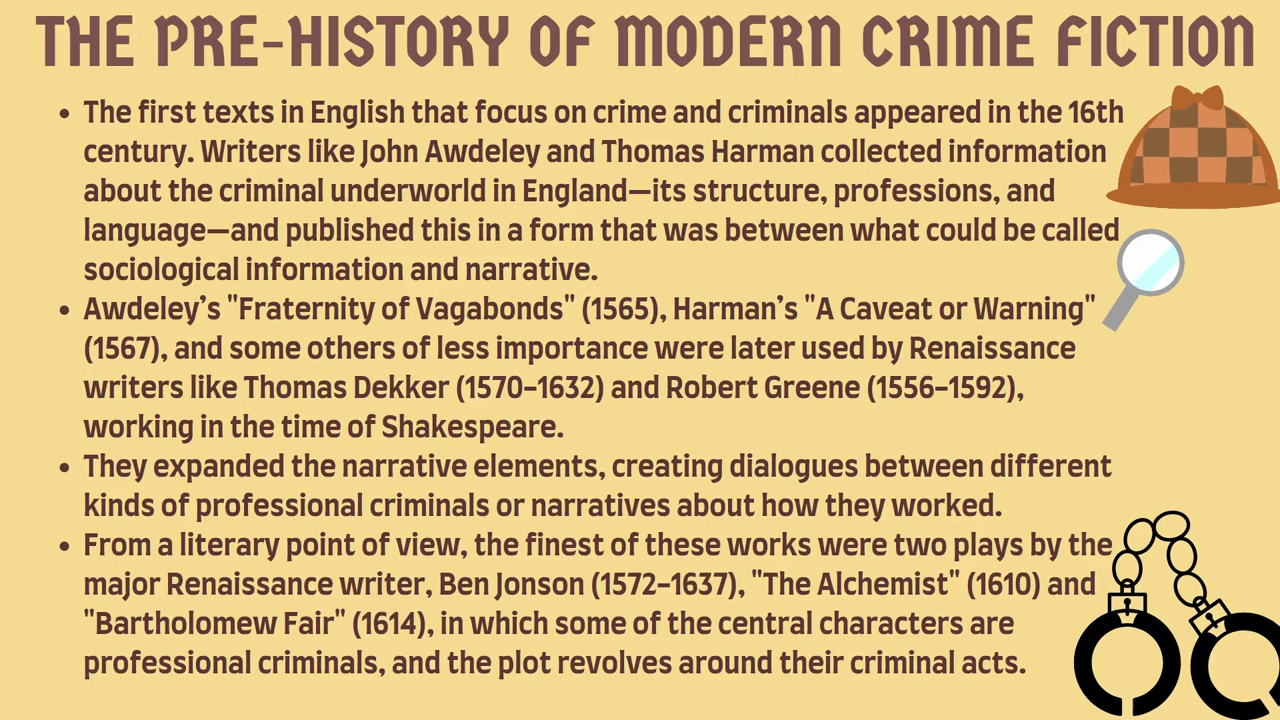 THE PRE-HISTORY OF MODERN CRIME FICTION
• The first texts in English that focus on crime and criminals appeared in the 16th
century. Writers like John Awdeley and Thomas Harman collected information
about the criminal underworld in England—its structure, professions, and
language—and published this in a form that was between what could be called
sociological information and narrative.
• Awdeley’s "Fraternity of Vagabonds" (1565), Harman’s "A Caveat or Warning"
(1567), and some others of less importance were later used by Renaissance
writers like Thomas Dekker (1570–1632) and Robert Greene (1556–1592),
working in the time of Shakespeare.
• They expanded the narrative elements, creating dialogues between different
kinds of professional criminals or narratives about how they worked.
• From a literary point of view, the finest of these works were two plays by the
major Renaissance writer, Ben Jonson (1572–1637), "The Alchemist" (1610) and
"Bartholomew Fair" (1614), in which some of the central characters are
professional criminals, and the plot revolves around their criminal acts.